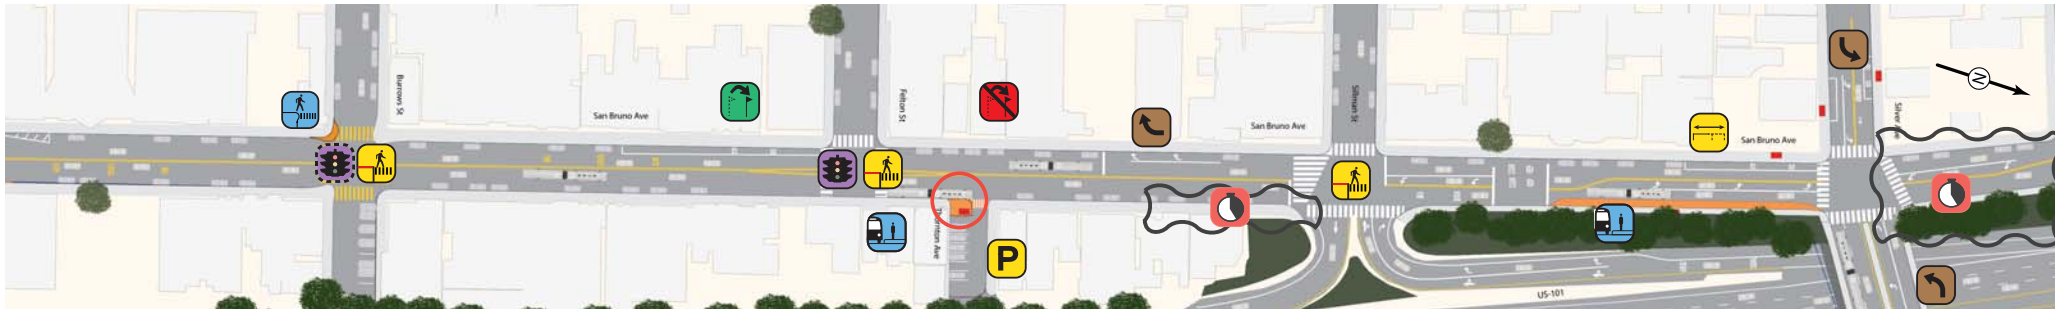 Burrows St
San Bruno Ave
Felton St
Thornton Ave
P
San Bruno Ave
Silliman St
San Bruno Ave
Silver Ave
N
US-101